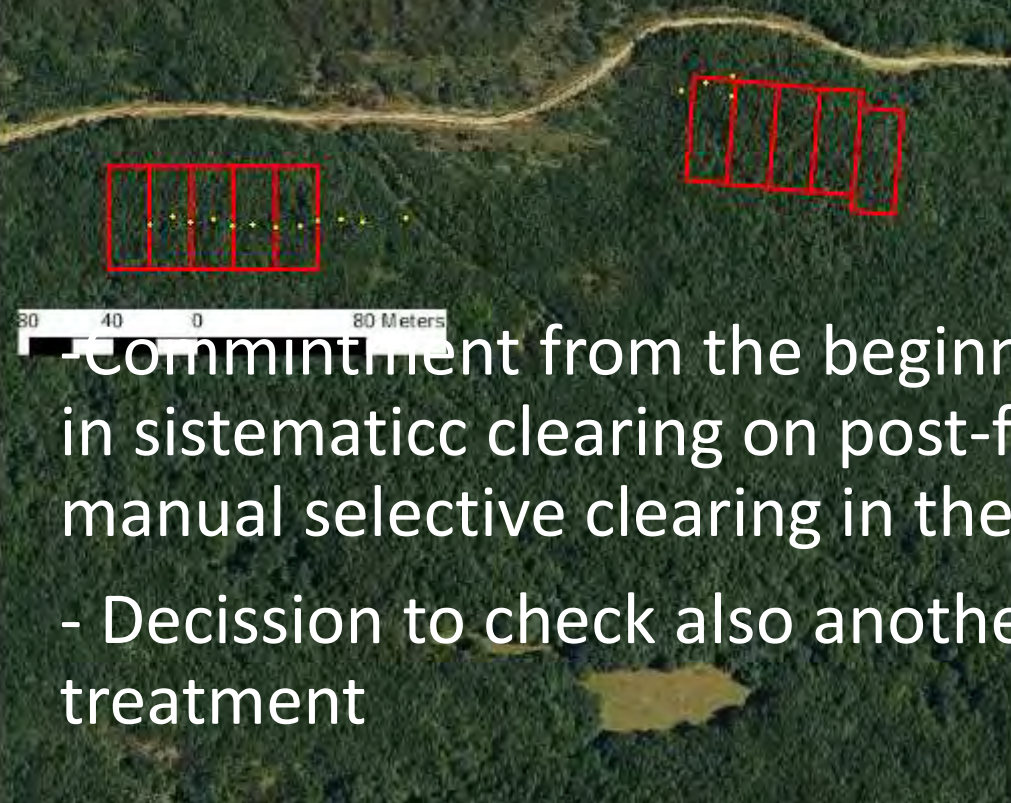 80 40 0 80 Meters
-Commintment from the beginn
in sistematicc clearing on post-f
manual selective clearing in the
- Decission to check also anothe
treatment